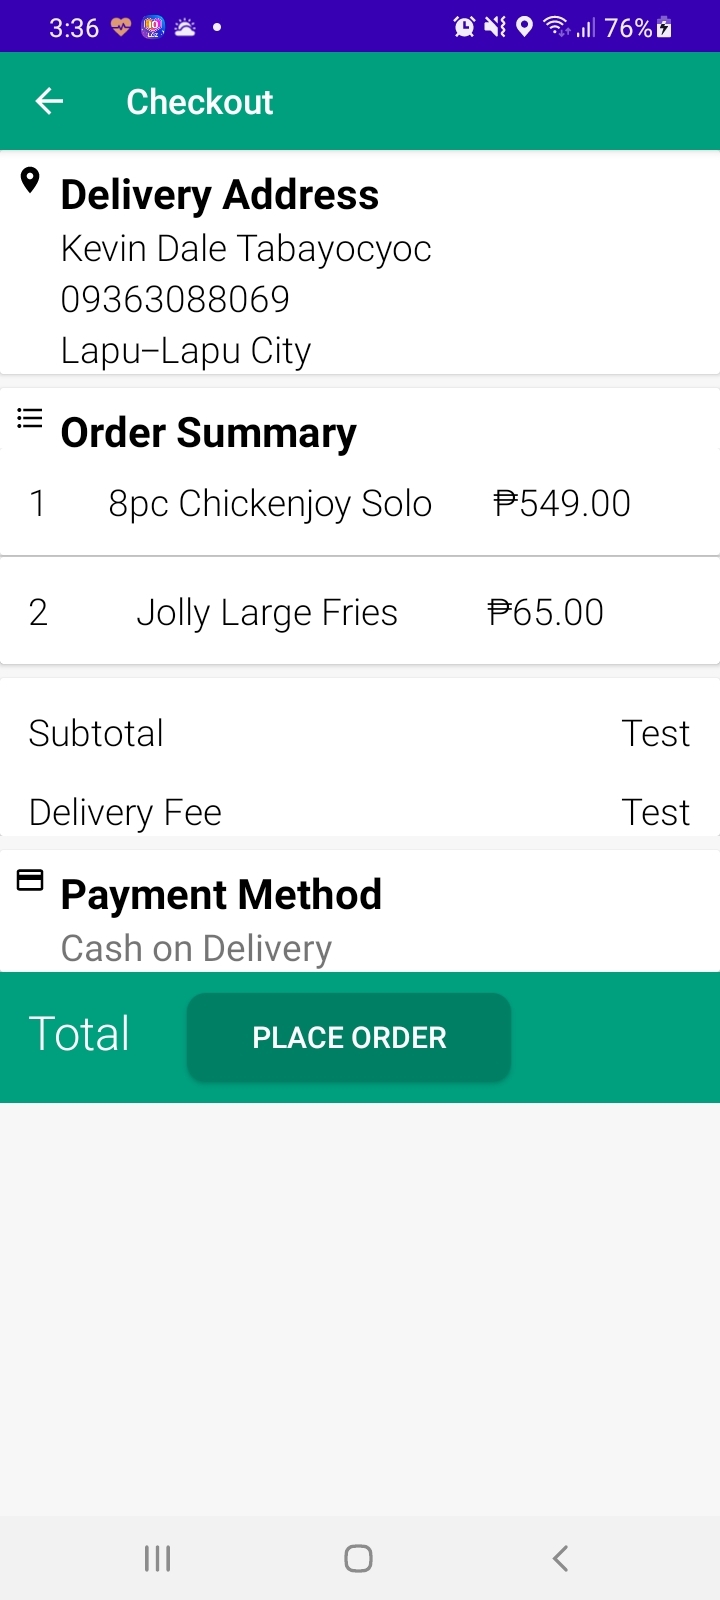 3:36 76%
Checkout
Delivery Address
Kevin Dale Tabayocyoc
09363088069
Lapu-Lapu City
Order Summary
1 8pc Chickenjoy Solo ₱549.00
2 Jolly Large Fries ₱65.00
Subtotal Test
Delivery Fee Test
Payment Method
Cash on Delivery
Total PLACE ORDER